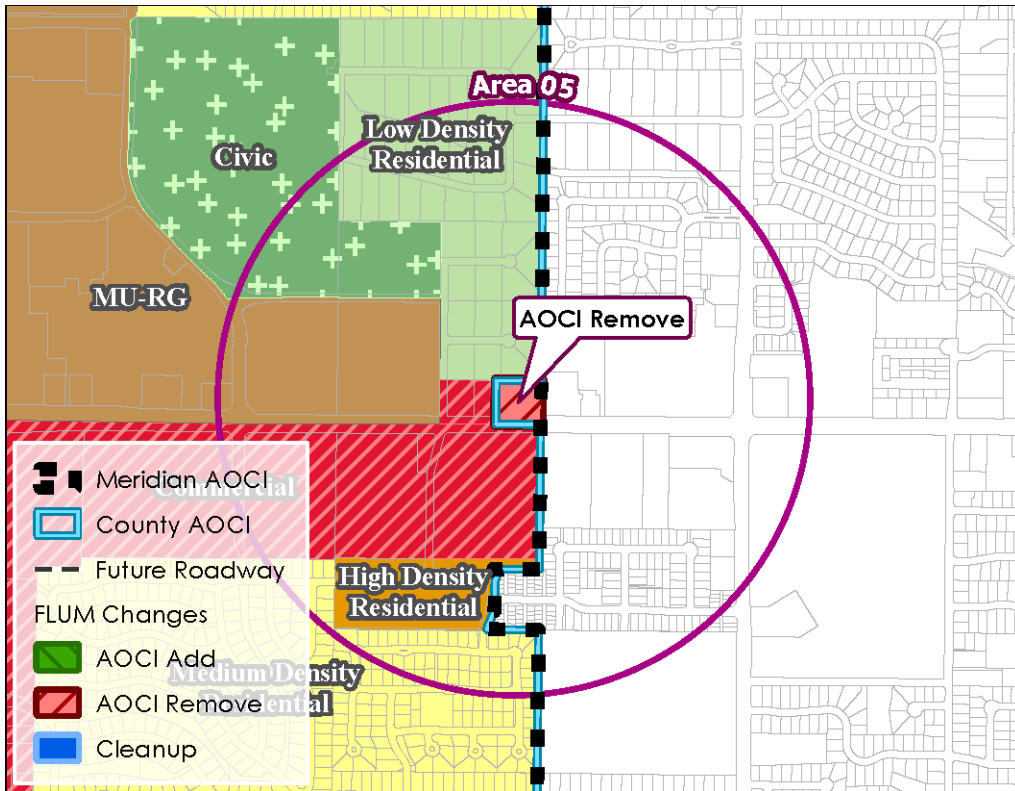 Area 05
Low Density
Residential
Civic
MU-RG
AOCI Remove
Commercial
High Density
Residential
Medium Density
Residential
Meridian AOCI
County AOCI
Future Roadway
FLUM Changes
AOCI Add
AOCI Remove
Cleanup